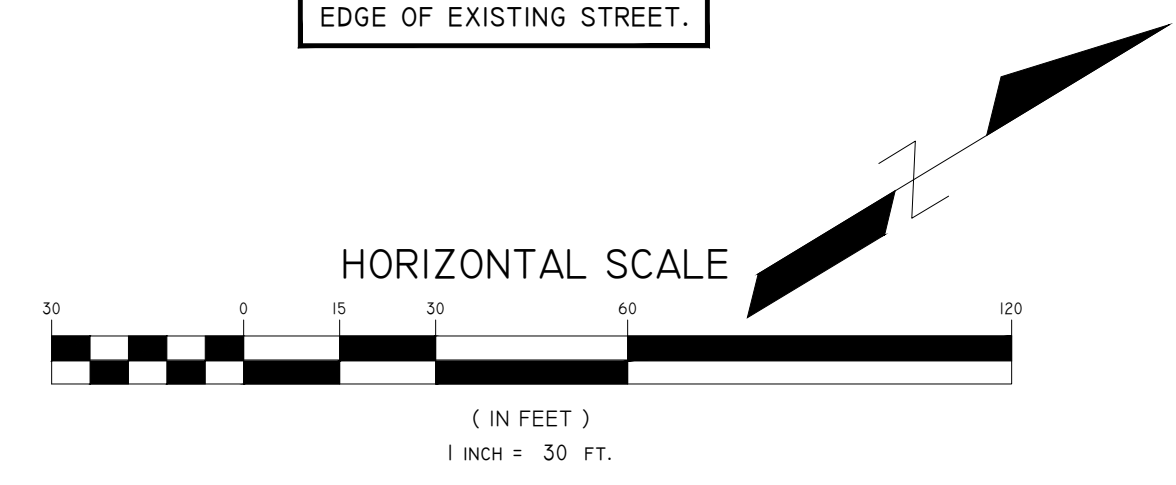 EDGE OF EXISTING STREET.
HORIZONTAL SCALE
30 0 15 30 60 120
( IN FEET )
1 INCH = 30 FT.